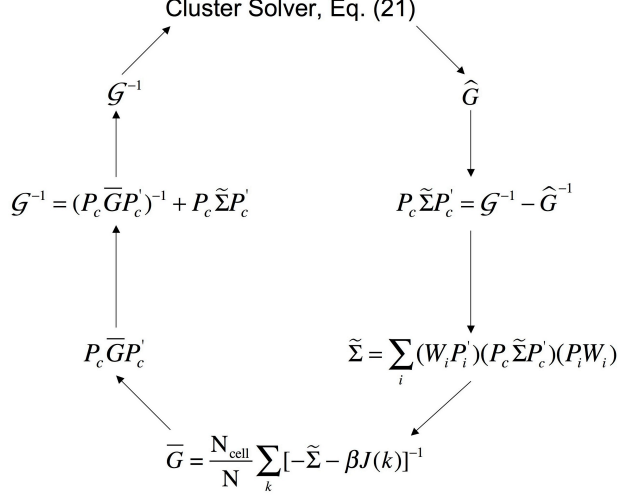 Cluster Solver, Eq. (21)
𝒢⁻¹
Ĝ
𝒢⁻¹ = (P_c G̅ P_c')⁻¹ + P_c Σ̃ P_c'
P_c Σ̃ P_c' = 𝒢⁻¹ − Ĝ⁻¹
P_c G̅ P_c'
Σ̃ = ∑_i (W_i P_i')(P_c Σ̃ P_c')(P_i W_i)
G̅ = N_cell/N ∑_k [−Σ̃ − βJ(k)]⁻¹